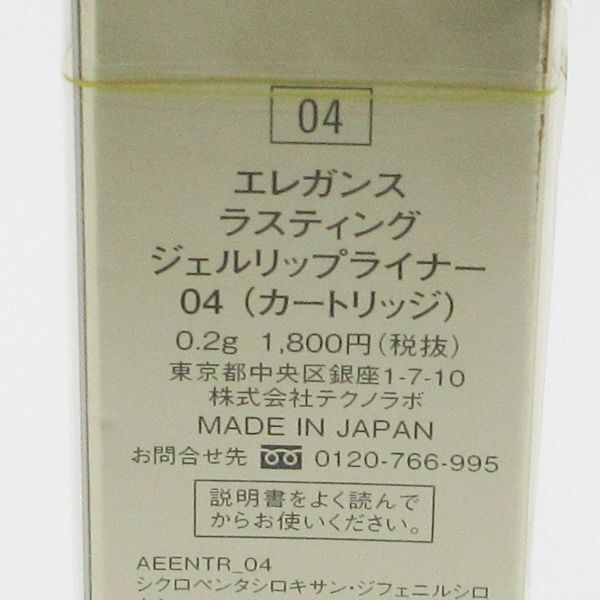 04
エレガンス
ラスティング
ジェルリップライナー
04（カートリッジ）
0.2g 1,800円（税抜）
東京都中央区銀座1-7-10
株式会社テクノラボ
MADE IN JAPAN
お問合せ先 0120-766-995
説明書をよく読んで
からお使いください。
AEENTR_04
シクロペンタシロキサン・ジフェニルシロ